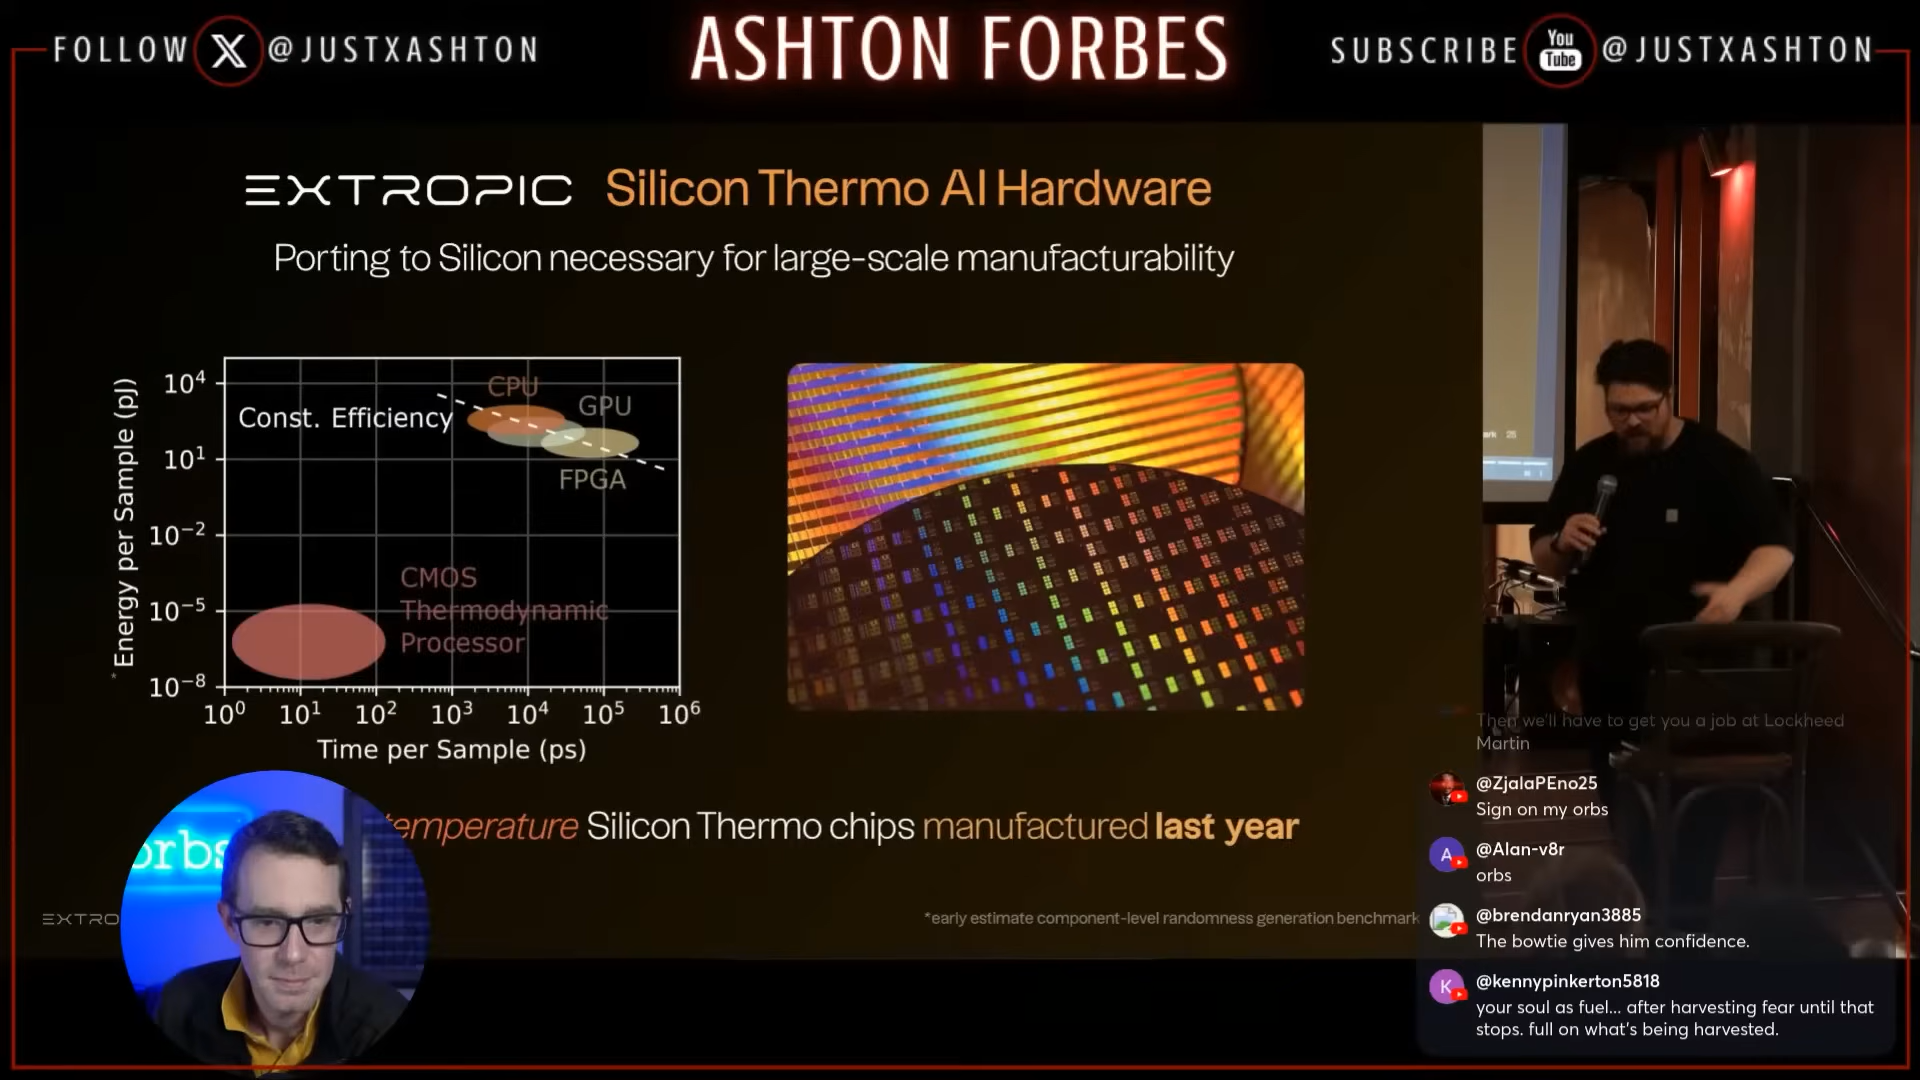 FOLLOW X @JUSTXASHTON
ASHTON FORBES
SUBSCRIBE You Tube @JUSTXASHTON
EXTROPIC Silicon Thermo AI Hardware
Porting to Silicon necessary for large-scale manufacturability
*Energy per Sample (pJ)
10⁴
10¹
10⁻²
10⁻⁵
10⁻⁸
Const. Efficiency
CPU
GPU
FPGA
CMOS
Thermodynamic
Processor
10⁰ 10¹ 10² 10³ 10⁴ 10⁵ 10⁶
Time per Sample (ps)
temperature Silicon Thermo chips manufactured last year
orbs
EXTRO
*early estimate component-level randomness generation benchmark
25
Then we'll have to get you a job at Lockheed
Martin
@ZjalaPEno25
Sign on my orbs
A
@Alan-v8r
orbs
@brendanryan3885
The bowtie gives him confidence.
K
@kennypinkerton5818
your soul as fuel... after harvesting fear until that
stops. full on what's being harvested.